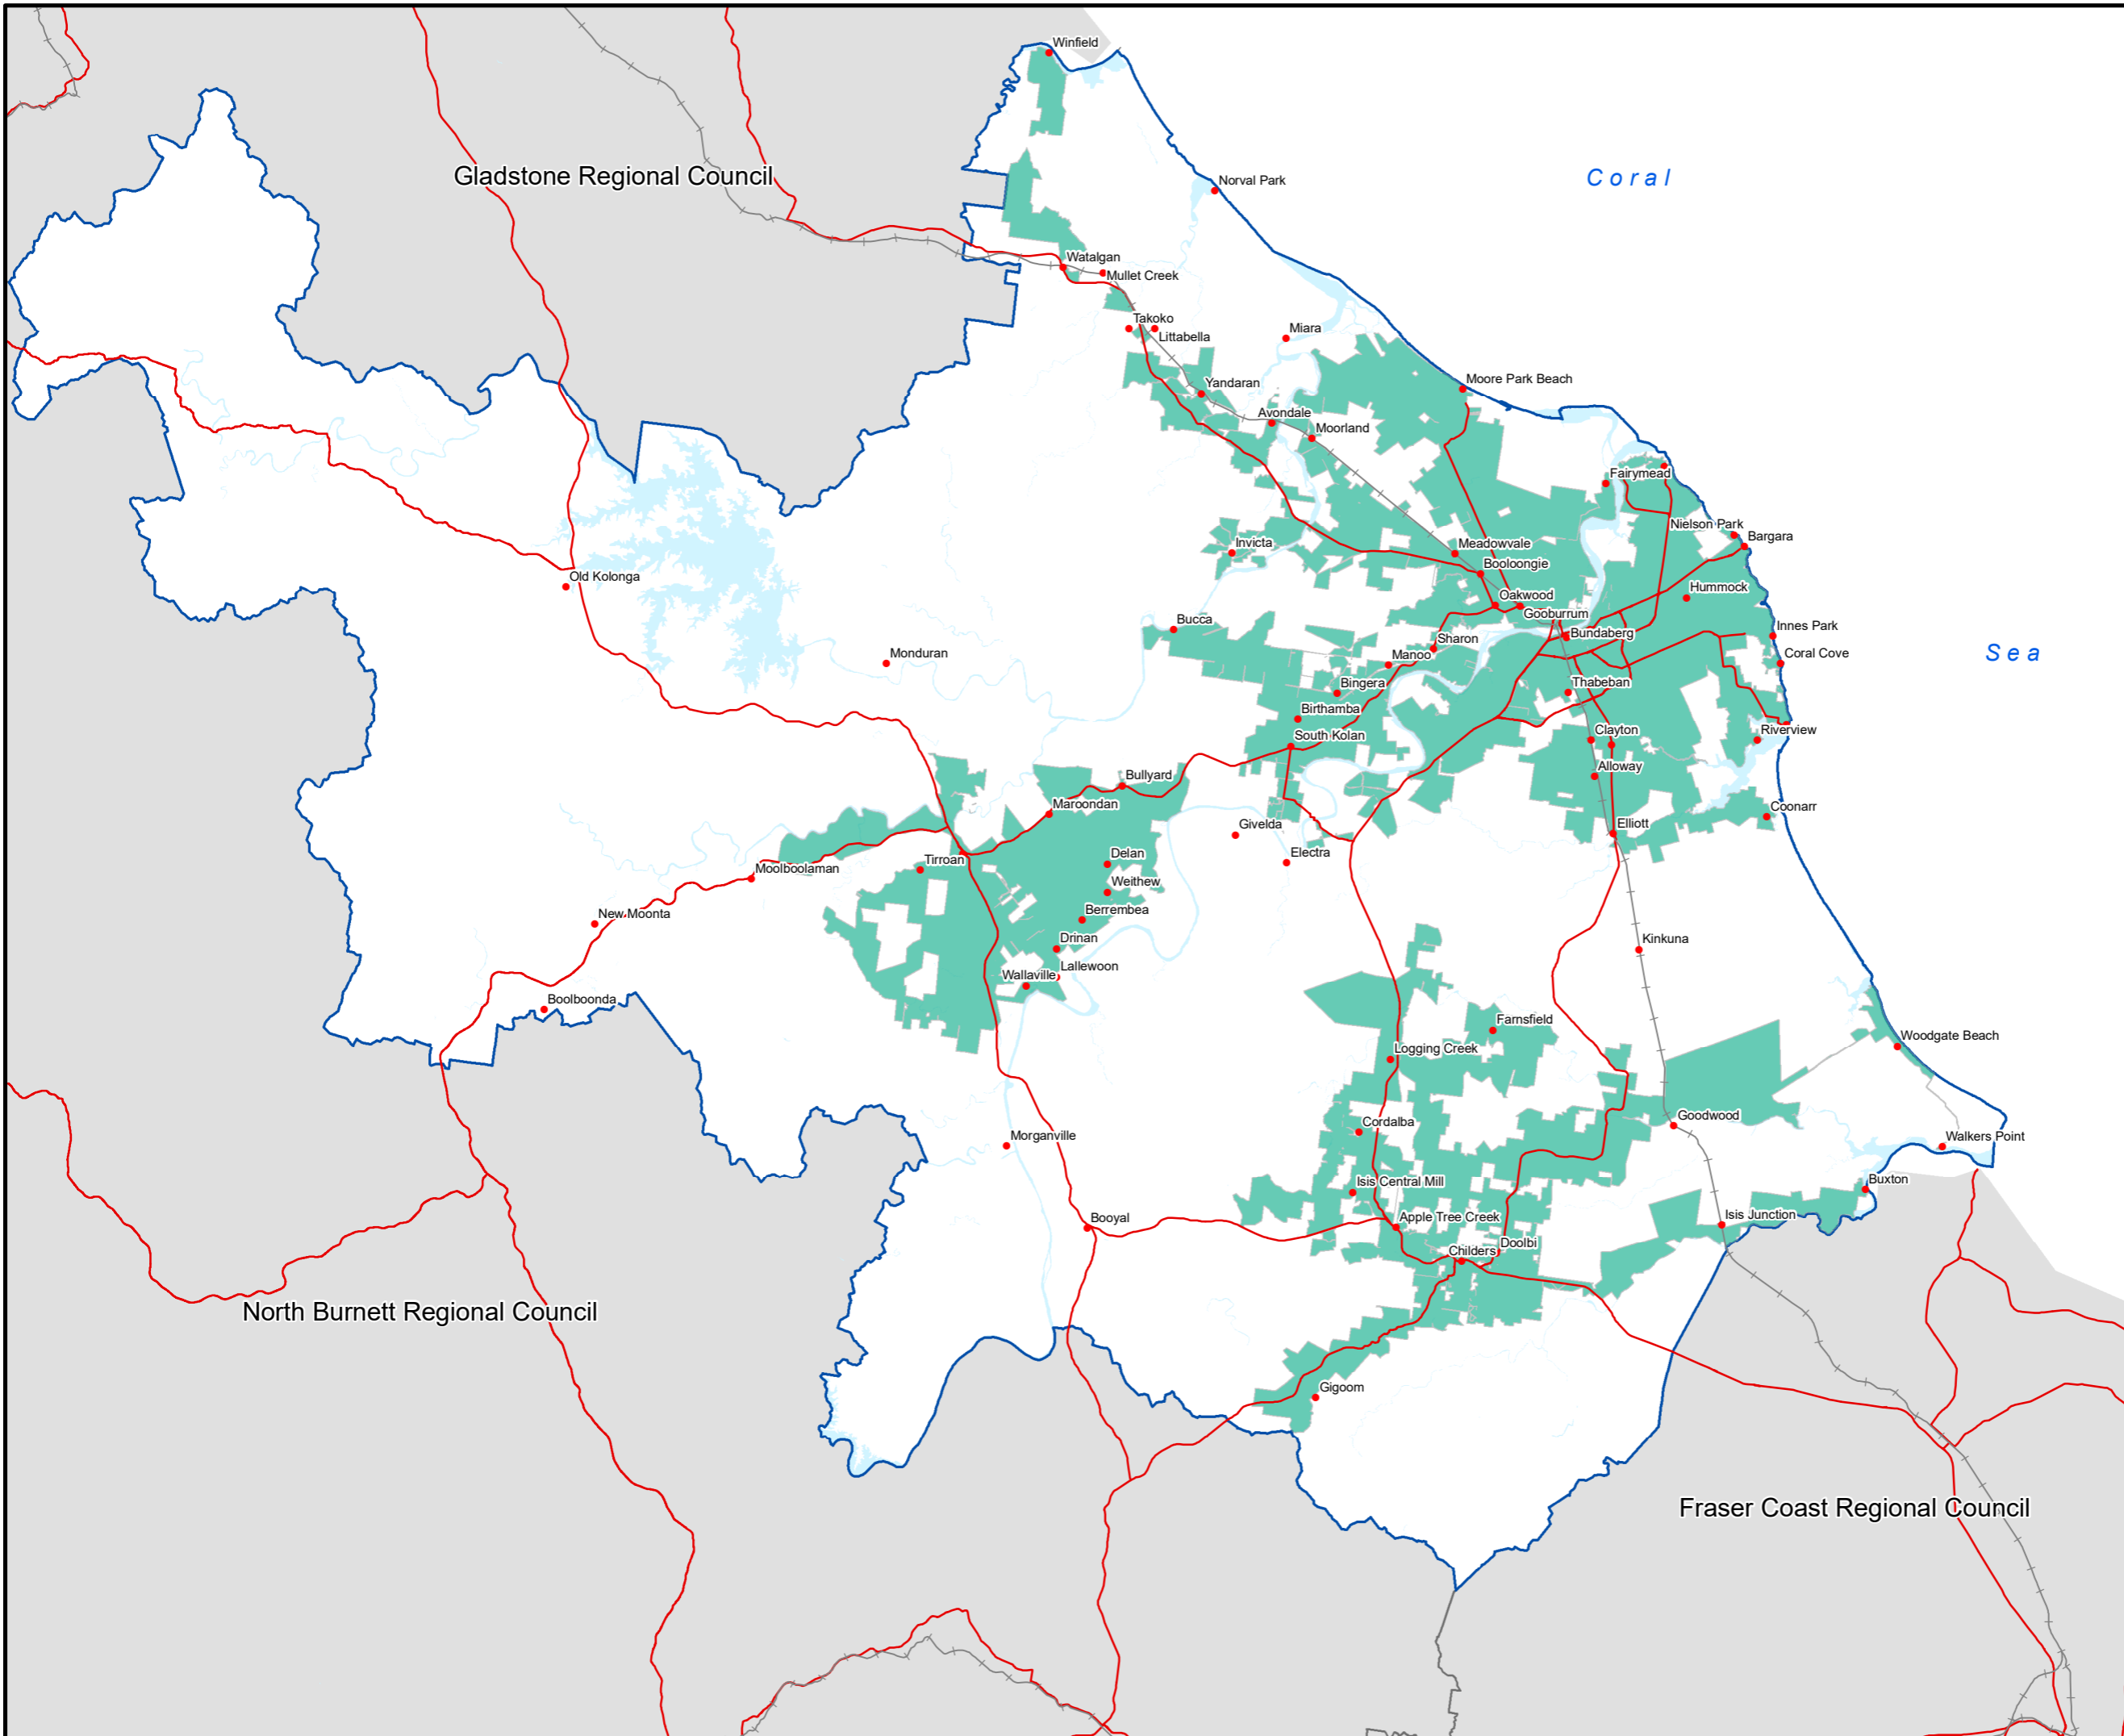 Winfield
Gladstone Regional Council
Coral
Norval Park
Watalgan
Mullet Creek
Takoko
Littabella
Miara
Yandaran
Moore Park Beach
Avondale
Moorland
Fairymead
Nielson Park
Bargara
Invicta
Meadowvale
Booloongie
Old Kolonga
Hummock
Oakwood
Gooburrum
Bucca
Bundaberg
Innes Park
Sharon
Sea
Monduran
Manoo
Coral Cove
Bingera
Thabeban
Birthamba
South Kolan
Clayton
Riverview
Bullyard
Alloway
Maroondan
Coonarr
Givelda
Elliott
Electra
Tirroan
Delan
Moolboolaman
Weithew
New Moonta
Berrembea
Drinan
Kinkuna
Lallewoon
Wallaville
Boolboonda
Farnsfield
Woodgate Beach
Logging Creek
Goodwood
Cordalba
Morganville
Walkers Point
Isis Central Mill
Buxton
Booyal
Apple Tree Creek
Isis Junction
Doolbi
Childers
North Burnett Regional Council
Gigoom
Fraser Coast Regional Council